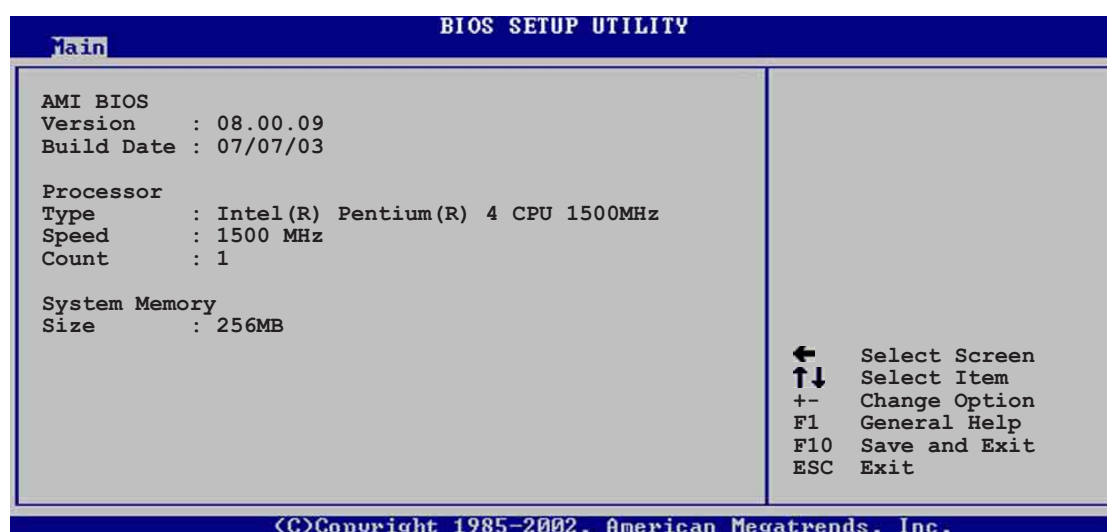 BIOS SETUP UTILITY
Main
AMI BIOS
Version : 08.00.09
Build Date : 07/07/03
Processor
Type : Intel(R) Pentium(R) 4 CPU 1500MHz
Speed : 1500 MHz
Count : 1
System Memory
Size : 256MB
← Select Screen
↑↓ Select Item
+- Change Option
F1 General Help
F10 Save and Exit
ESC Exit
(C)Copyright 1985-2002, American Megatrends, Inc.